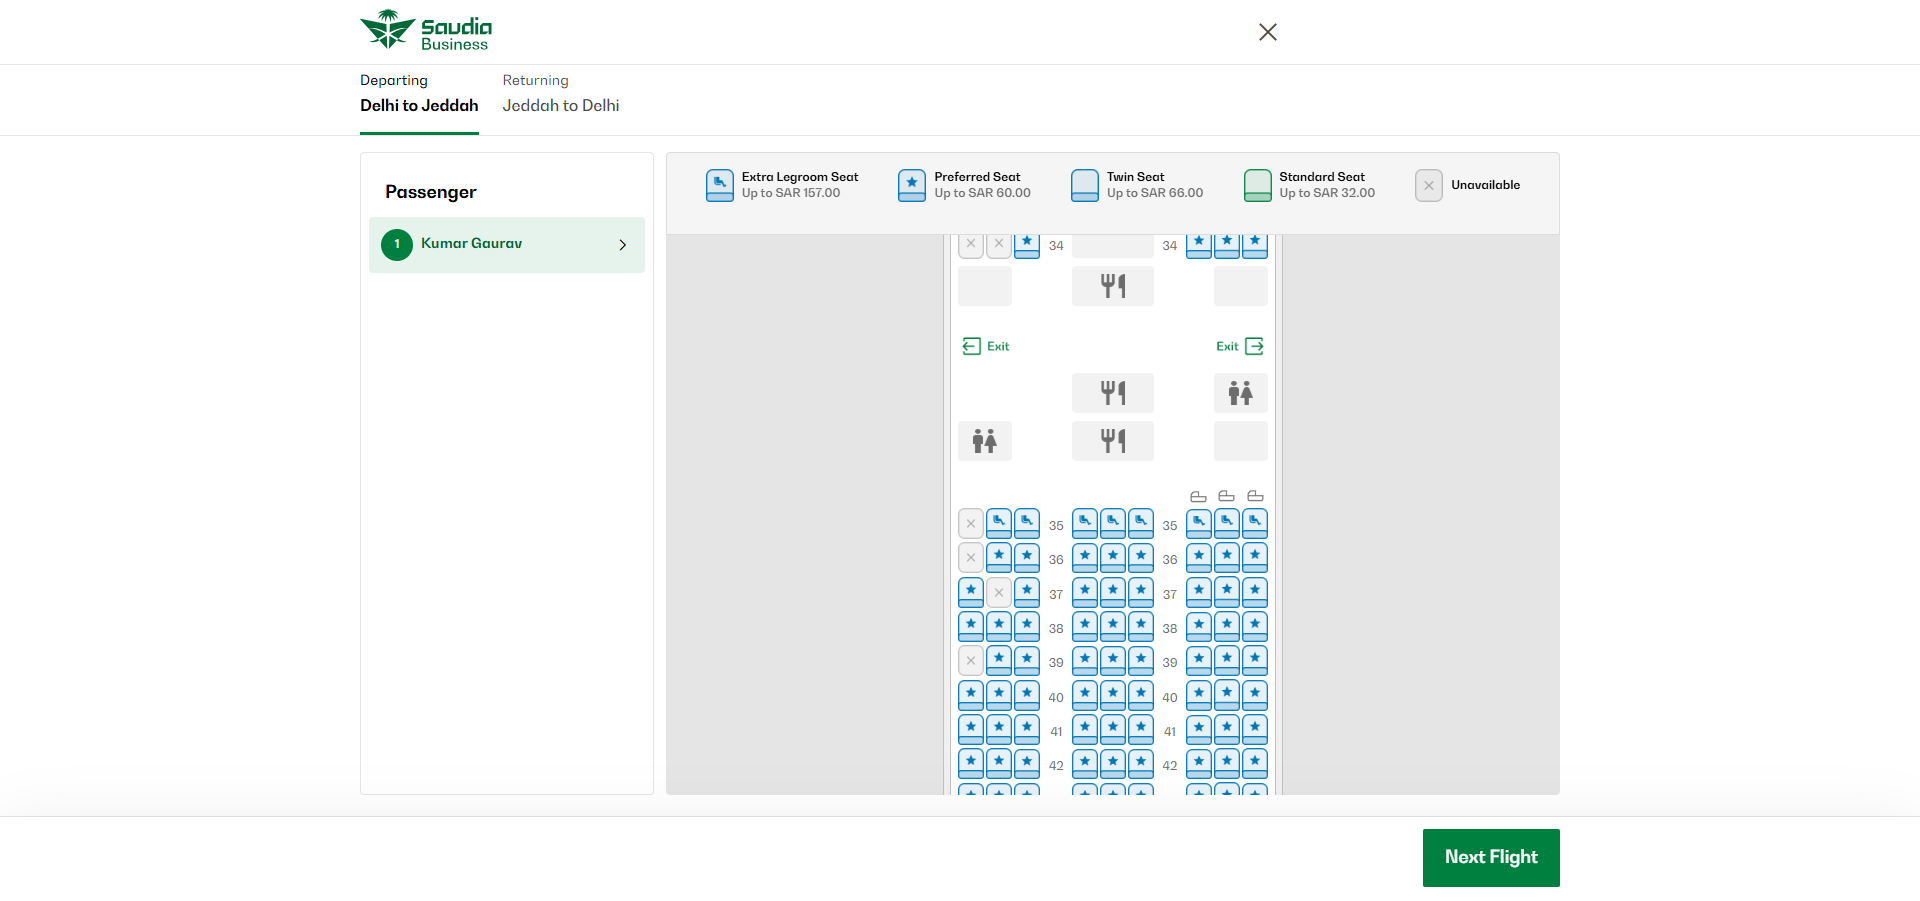 Saudia
Business
Departing
Delhi to Jeddah
Returning
Jeddah to Delhi
Passenger
1 Kumar Gaurav
Extra Legroom Seat
Up to SAR 157.00
Preferred Seat
Up to SAR 60.00
Twin Seat
Up to SAR 66.00
Standard Seat
Up to SAR 32.00
Unavailable
34 34
Exit Exit
35 35
36 36
37 37
38 38
39 39
40 40
41 41
42 42
Next Flight